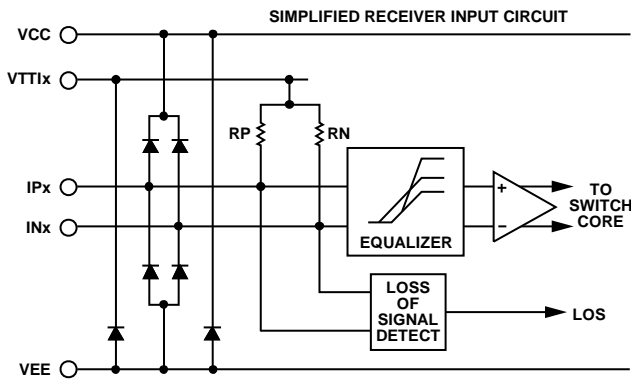 SIMPLIFIED RECEIVER INPUT CIRCUIT
VCC
VTTIx
RP
RN
IPx
INx
EQUALIZER
+
−
TO
SWITCH
CORE
LOSS
OF
SIGNAL
DETECT
LOS
VEE